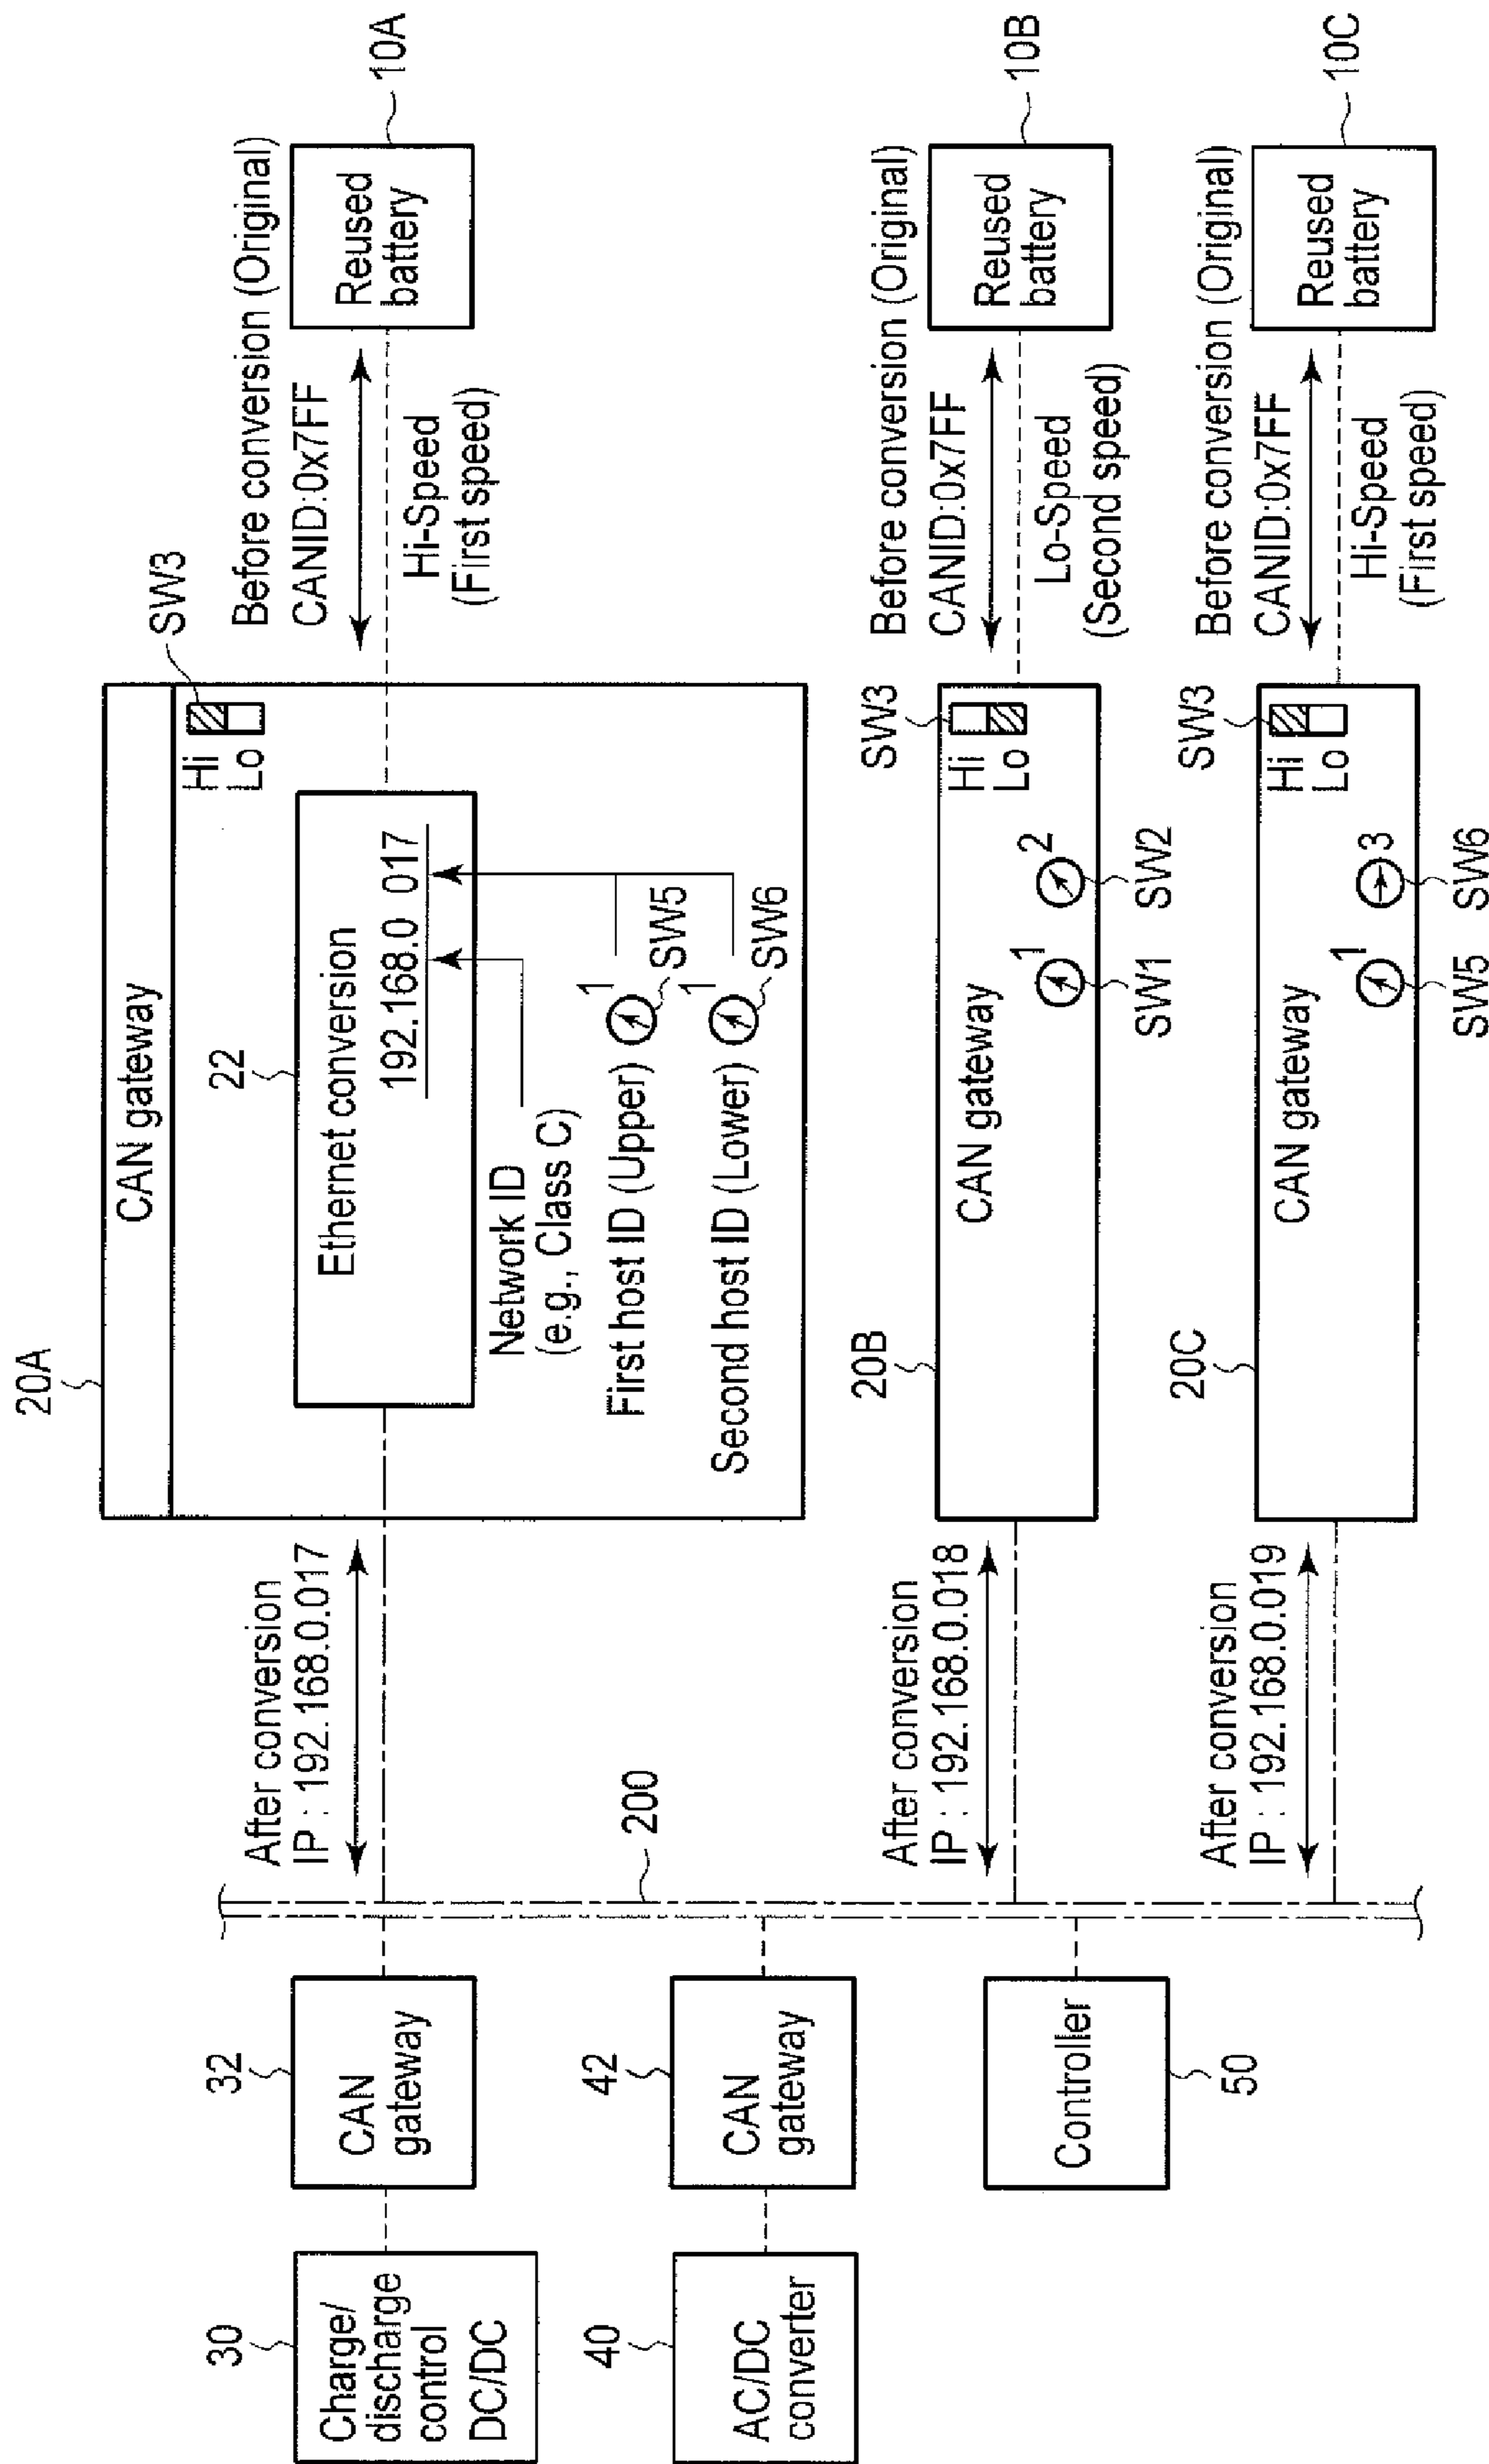 20A
CAN gateway
SW3
Hi
Lo
22
Ethernet conversion
192.168.0 017
Network ID
(e.g., Class C)
First host ID (Upper)
1
SW5
Second host ID (Lower)
1
SW6
Before conversion (Original)
CANID:0x7FF
Hi-Speed
(First speed)
Reused
battery
10A
After conversion
IP : 192.168.0.017
200
32
CAN
gateway
30
Charge/
discharge
control
DC/DC
42
CAN
gateway
40
AC/DC
converter
Controller
50
After conversion
IP : 192.168.0.018
20B
CAN gateway
1
SW1
2
SW2
SW3
Hi
Lo
Before conversion (Original)
CANID:0x7FF
Lo-Speed
(Second speed)
Reused
battery
10B
After conversion
IP : 192.168.0.019
20C
CAN gateway
1
SW5
3
SW6
SW3
Hi
Lo
Before conversion (Original)
CANID:0x7FF
Hi-Speed
(First speed)
Reused
battery
10C